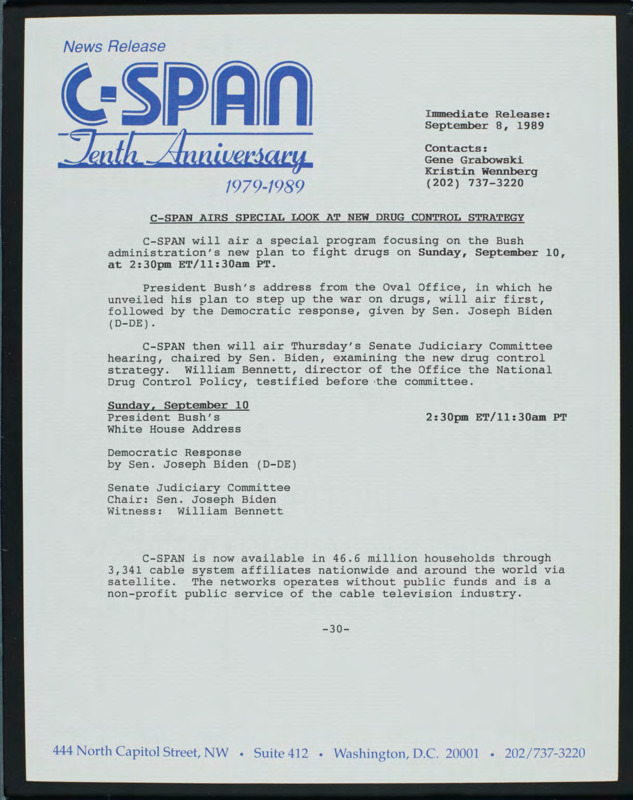 News Release
C-SPAN
Tenth Anniversary
1979-1989
Immediate Release:
September 8, 1989
Contacts:
Gene Grabowski
Kristin Wennberg
(202) 737-3220
C-SPAN AIRS SPECIAL LOOK AT NEW DRUG CONTROL STRATEGY
C-SPAN will air a special program focusing on the Bush
administration's new plan to fight drugs on Sunday, September 10,
at 2:30pm ET/11:30am PT.
President Bush's address from the Oval Office, in which he
unveiled his plan to step up the war on drugs, will air first,
followed by the Democratic response, given by Sen. Joseph Biden
(D-DE).
C-SPAN then will air Thursday's Senate Judiciary Committee
hearing, chaired by Sen. Biden, examining the new drug control
strategy. William Bennett, director of the Office the National
Drug Control Policy, testified before the committee.
Sunday, September 10
President Bush's 2:30pm ET/11:30am PT
White House Address
Democratic Response
by Sen. Joseph Biden (D-DE)
Senate Judiciary Committee
Chair: Sen. Joseph Biden
Witness: William Bennett
C-SPAN is now available in 46.6 million households through
3,341 cable system affiliates nationwide and around the world via
satellite. The networks operates without public funds and is a
non-profit public service of the cable television industry.
-30-
444 North Capitol Street, NW • Suite 412 • Washington, D.C. 20001 • 202/737-3220